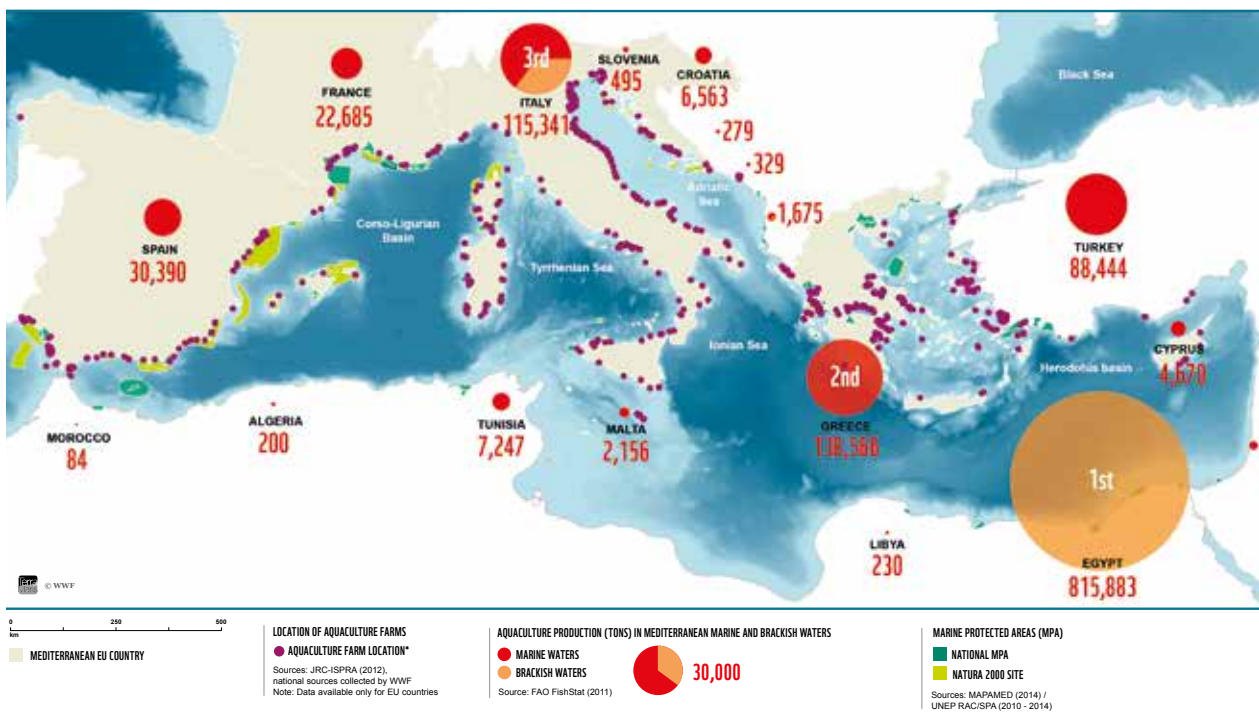 Black Sea
3rd
SLOVENIA
495
CROATIA
6,563
FRANCE
22,685
ITALY
115,341
279
329
Adriatic
Sea
1,675
SPAIN
30,390
Corso-Ligurian
Basin
Tyrrhenian Sea
TURKEY
88,444
Ionian Sea
2nd
GREECE
Herodotus basin
CYPRUS
4,670
MOROCCO
84
ALGERIA
200
TUNISIA
7,247
MALTA
2,156
1st
LIBYA
230
EGYPT
815,883
© WWF
0 250 500
km
MEDITERRANEAN EU COUNTRY
LOCATION OF AQUACULTURE FARMS
AQUACULTURE FARM LOCATION*
Sources: JRC-ISPRA (2012),
national sources collected by WWF
Note: Data available only for EU countries
AQUACULTURE PRODUCTION (TONS) IN MEDITERRANEAN MARINE AND BRACKISH WATERS
MARINE WATERS
BRACKISH WATERS
30,000
Source: FAO FishStat (2011)
MARINE PROTECTED AREAS (MPA)
NATIONAL MPA
NATURA 2000 SITE
Sources: MAPAMED (2014) /
UNEP RAC/SPA (2010 - 2014)